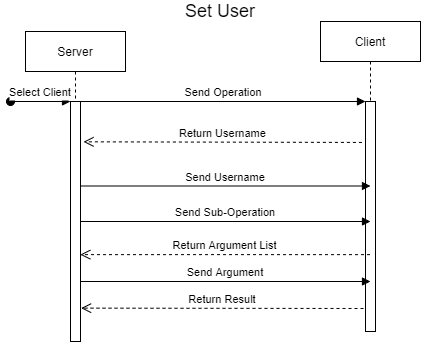 Set User
Server
Client
Select Client
Send Operation
Return Username
Send Username
Send Sub-Operation
Return Argument List
Send Argument
Return Result